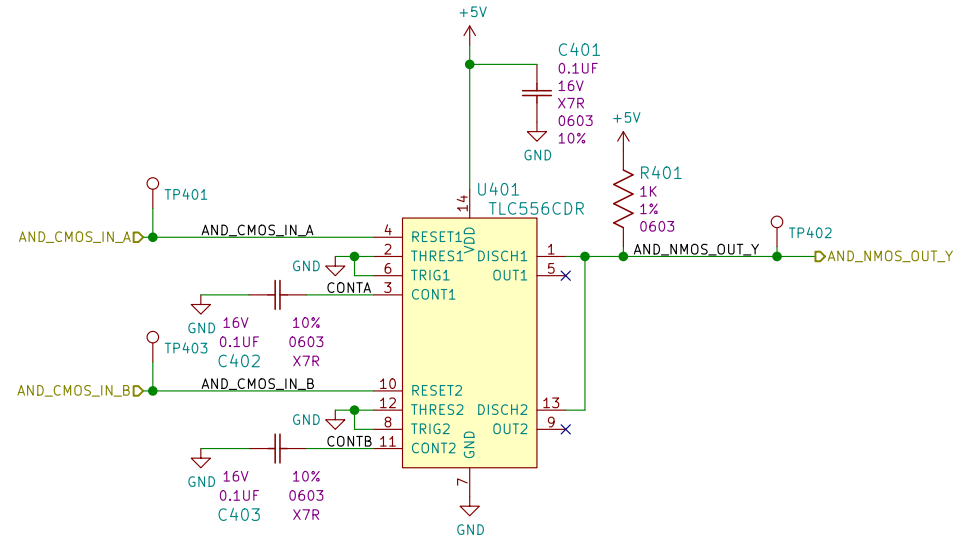 +5V
C401
0.1UF
16V
X7R
0603
10%
GND
+5V
R401
1K
1%
0603
U401
TLC556CDR
14
VDD
TP401
AND_CMOS_IN_A
AND_CMOS_IN_A
4
RESET1
GND
2
THRES1
6
TRIG1
CONTA
3
CONT1
DISCH1
1
OUT1
5
AND_NMOS_OUT_Y
TP402
AND_NMOS_OUT_Y
GND
16V
10%
0.1UF
0603
C402
X7R
TP403
AND_CMOS_IN_B
AND_CMOS_IN_B
10
RESET2
GND
12
THRES2
8
TRIG2
CONTB
11
CONT2
DISCH2
13
OUT2
9
GND
7
GND
GND
16V
10%
0.1UF
0603
C403
X7R